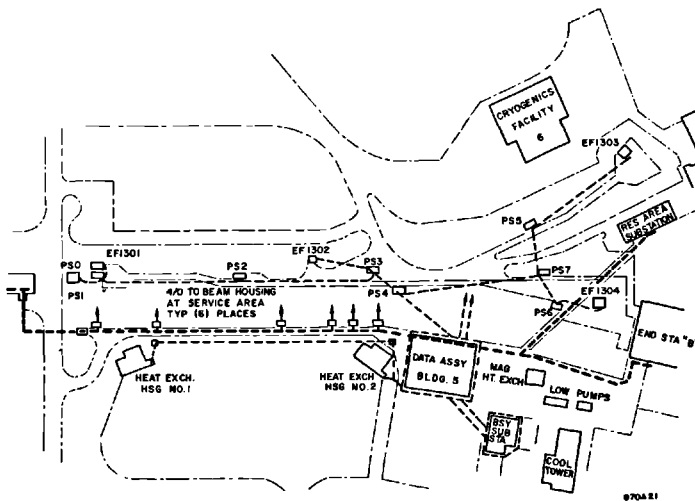 CRYOGENICS
FACILITY
6
EF1303
PS5
RES. AREA
SUBSTATION
EF1301
EF1302
PS0
PS1
PS2
PS3
PS7
4/0 TO BEAM HOUSING
AT SERVICE AREA
TYP (6) PLACES
PS4
EF1304
PS6
END STA "B"
DATA ASSY
BLDG. 5
MAG
HT. EXCH
HEAT EXCH.
HSG NO.1
HEAT EXCH
HSG NO.2
LOW PUMPS
BSY
SUB
STA
COOL
TOWER
970A21